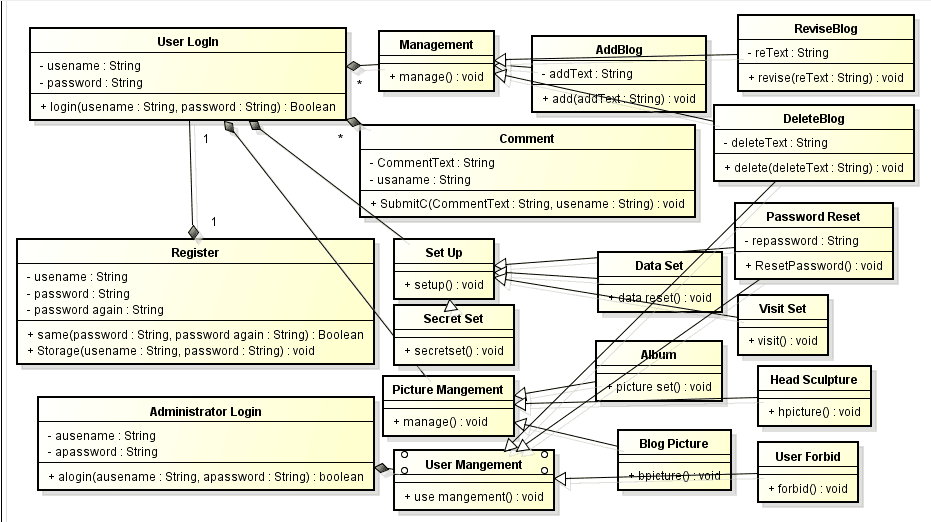 User LogIn
- usename : String
- password : String
+ login(usename : String, password : String) : Boolean
*
Management
+ manage() : void
AddBlog
- addText : String
+ add(addText : String) : void
ReviseBlog
- reText : String
+ revise(reText : String) : void
DeleteBlog
- deleteText : String
+ delete(deleteText : String) : void
1
*
Comment
- CommentText : String
- usaname : String
+ SubmitC(CommentText : String, usename : String) : void
1
Register
- usename : String
- password : String
- password again : String
+ same(password : String, password again : String) : Boolean
+ Storage(usename : String, password : String) : void
Set Up
+ setup() : void
Secret Set
+ secretset() : void
Data Set
+ data reset() : void
Password Reset
- repassword : String
+ ResetPassword() : void
Visit Set
+ visit() : void
Picture Mangement
+ manage() : void
Album
+ picture set() : void
Head Sculpture
+ hpicture() : void
Administrator Login
- ausename : String
- apassword : String
+ alogin(ausename : String, apassword : String) : boolean
User Mangement
+ use mangement() : void
Blog Picture
+ bpicture() : void
User Forbid
+ forbid() : void